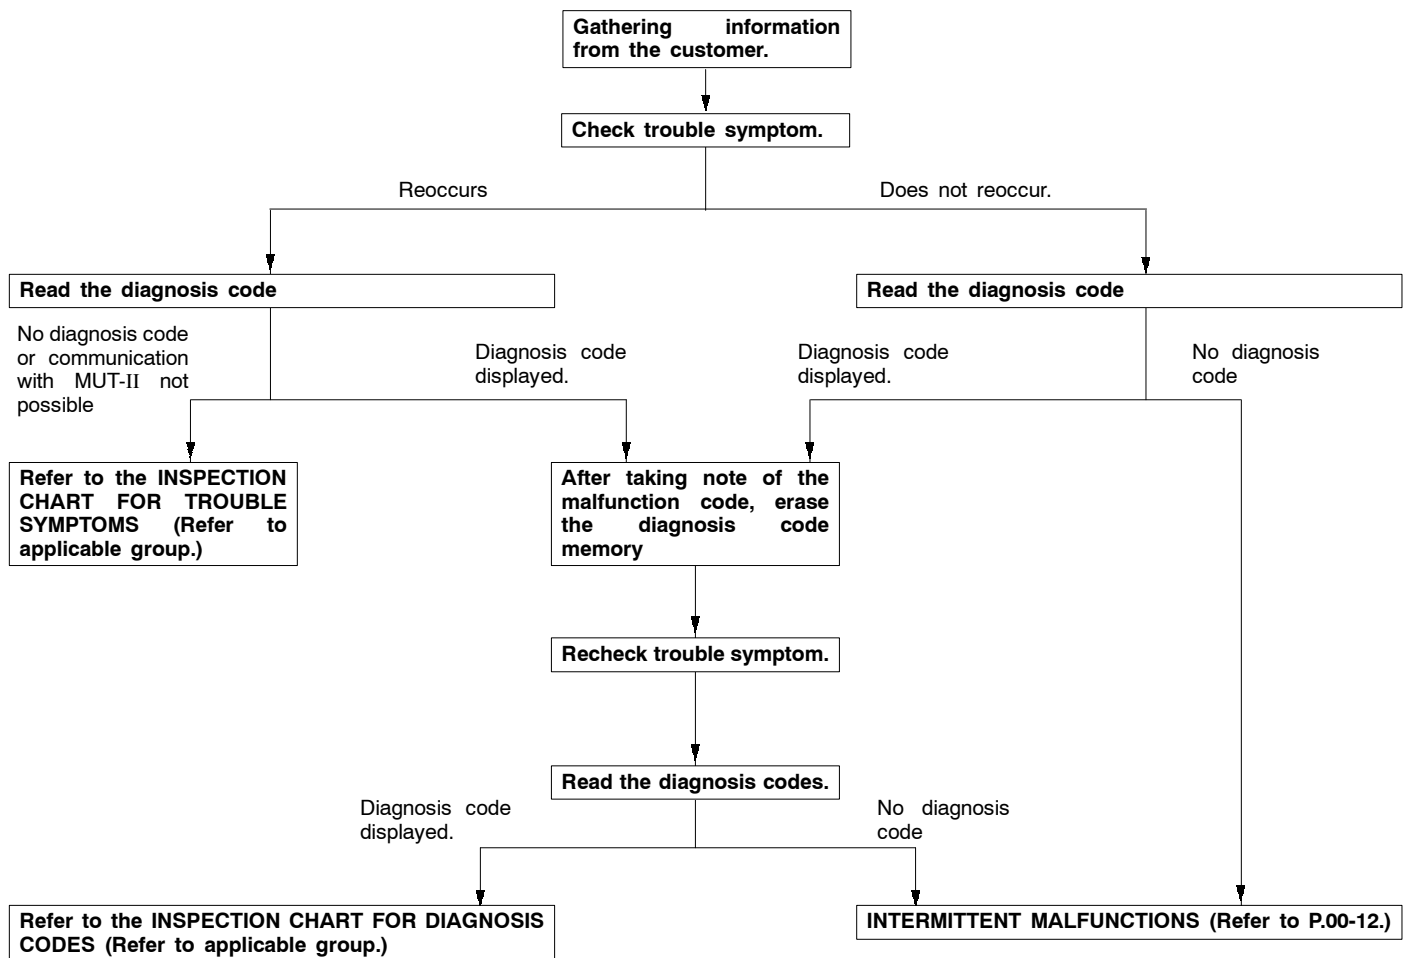 Gathering information
from the customer.
Check trouble symptom.
Reoccurs
Does not reoccur.
Read the diagnosis code
Read the diagnosis code
No diagnosis code
or communication
with MUT-II not
possible
Diagnosis code
displayed.
Diagnosis code
displayed.
No diagnosis
code
Refer to the INSPECTION
CHART FOR TROUBLE
SYMPTOMS (Refer to
applicable group.)
After taking note of the
malfunction code, erase
the diagnosis code
memory
Recheck trouble symptom.
Read the diagnosis codes.
Diagnosis code
displayed.
No diagnosis
code
Refer to the INSPECTION CHART FOR DIAGNOSIS
CODES (Refer to applicable group.)
INTERMITTENT MALFUNCTIONS (Refer to P.00-12.)